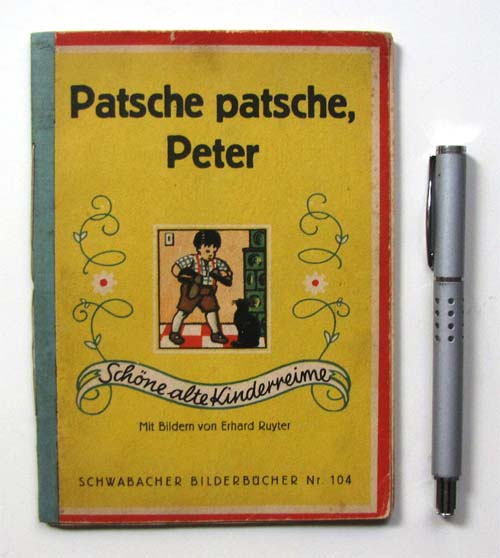 Patsche patsche,
Peter
Schöne alte Kinderreime
Mit Bildern von Erhard Ruyter
SCHWABACHER BILDERBÜCHER Nr. 104